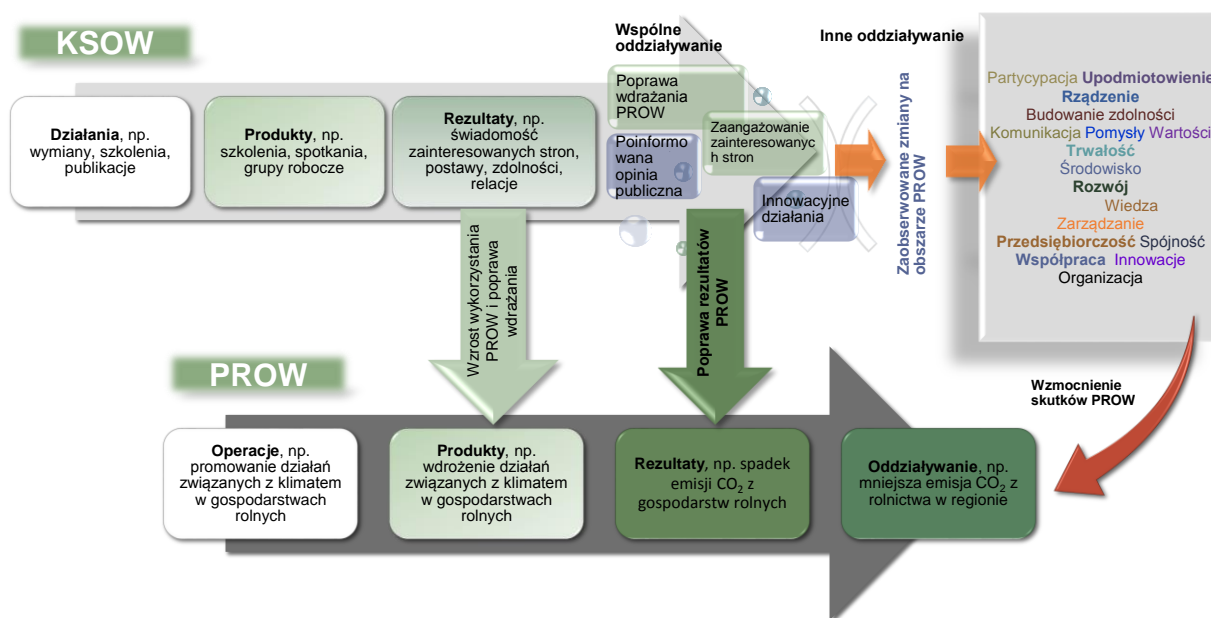 KSOW
Działania, np.
wymiany, szkolenia,
publikacje
Produkty, np.
szkolenia, spotkania,
grupy robocze
Rezultaty, np.
świadomość
zainteresowanych stron,
postawy, zdolności,
relacje
Wspólne
oddziaływanie
Poprawa
wdrażania
PROW
Poinformo
wana
opinia
publiczna
Zaangażowanie
zainteresowanyc
h stron
Innowacyjne
działania
Inne oddziaływanie
Zaobserwowane zmiany na
obszarze PROW
Partycypacja Upodmiotowienie
Rządzenie
Budowanie zdolności
Komunikacja Pomysły Wartości
Trwałość
Środowisko
Rozwój
Wiedza
Zarządzanie
Przedsiębiorczość Spójność
Współpraca Innowacje
Organizacja
Wzrost wykorzystania
PROW i poprawa
wdrażania
Poprawa rezultatów
PROW
Wzmocnienie
skutków PROW
PROW
Operacje, np.
promowanie działań
związanych z klimatem
w gospodarstwach
rolnych
Produkty, np.
wdrożenie działań
związanych z klimatem
w gospodarstwach
rolnych
Rezultaty, np. spadek
emisji CO₂ z
gospodarstw rolnych
Oddziaływanie, np.
mniejsza emisja CO₂ z
rolnictwa w regionie